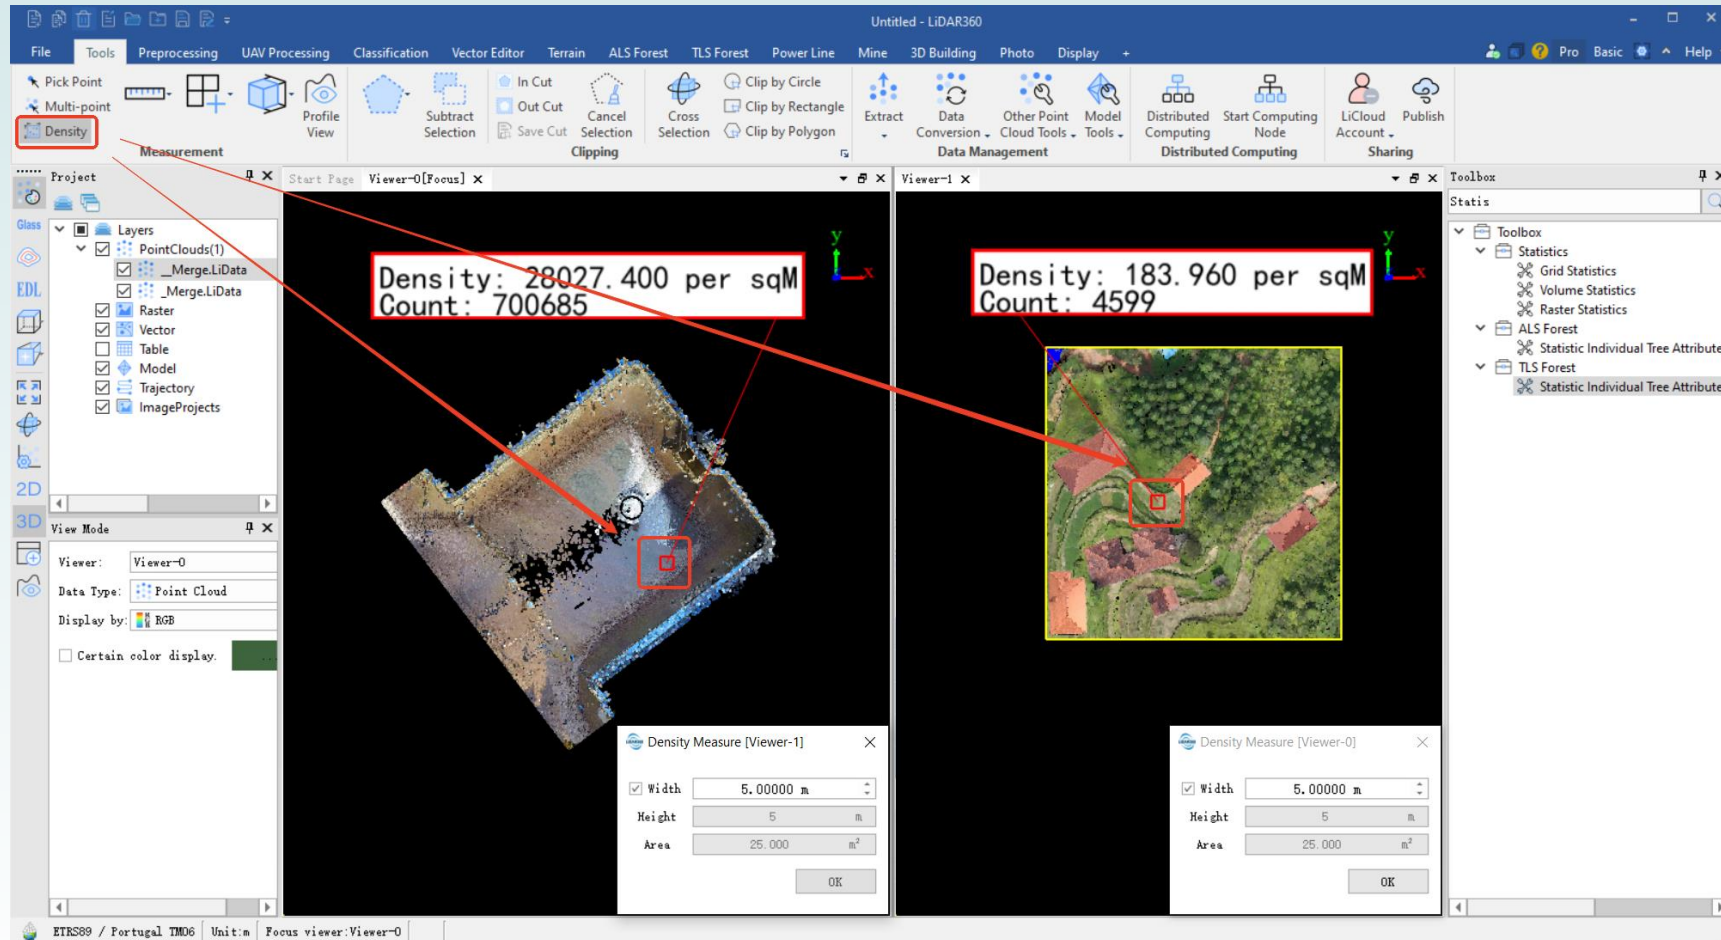 Untitled - LiDAR360
File Tools Preprocessing UAV Processing Classification Vector Editor Terrain ALS Forest TLS Forest Power Line Mine 3D Building Photo Display + Pro Basic Help
Pick Point
Multi-point
Density
Profile
View
Measurement
Subtract
Selection
In Cut
Out Cut
Save Cut
Cancel
Selection
Cross
Selection
Clip by Circle
Clip by Rectangle
Clip by Polygon
Clipping
Extract
Data
Conversion
Other Point
Cloud Tools
Model
Tools
Data Management
Distributed
Computing
Start Computing
Node
Distributed Computing
LiCloud
Account
Publish
Sharing
Project
Glass
EDL
2D
3D
Layers
PointClouds(1)
__Merge.LiData
_Merge.LiData
Raster
Vector
Table
Model
Trajectory
ImageProjects
View Mode
Viewer: Viewer-0
Data Type: Point Cloud
Display by: RGB
Certain color display.
Start Page Viewer-0[Focus]
Density: 28027.400 per sqM
Count: 700685
y
x
Density Measure [Viewer-1]
Width 5.00000 m
Height 5 m
Area 25.000 m²
OK
Viewer-1
Density: 183.960 per sqM
Count: 4599
y
x
Density Measure [Viewer-0]
Width 5.00000 m
Height 5 m
Area 25.000 m²
OK
Toolbox
Statis
Toolbox
Statistics
Grid Statistics
Volume Statistics
Raster Statistics
ALS Forest
Statistic Individual Tree Attribute
TLS Forest
Statistic Individual Tree Attribute
ETRS89 / Portugal TM06 Unit:m Focus viewer:Viewer-0